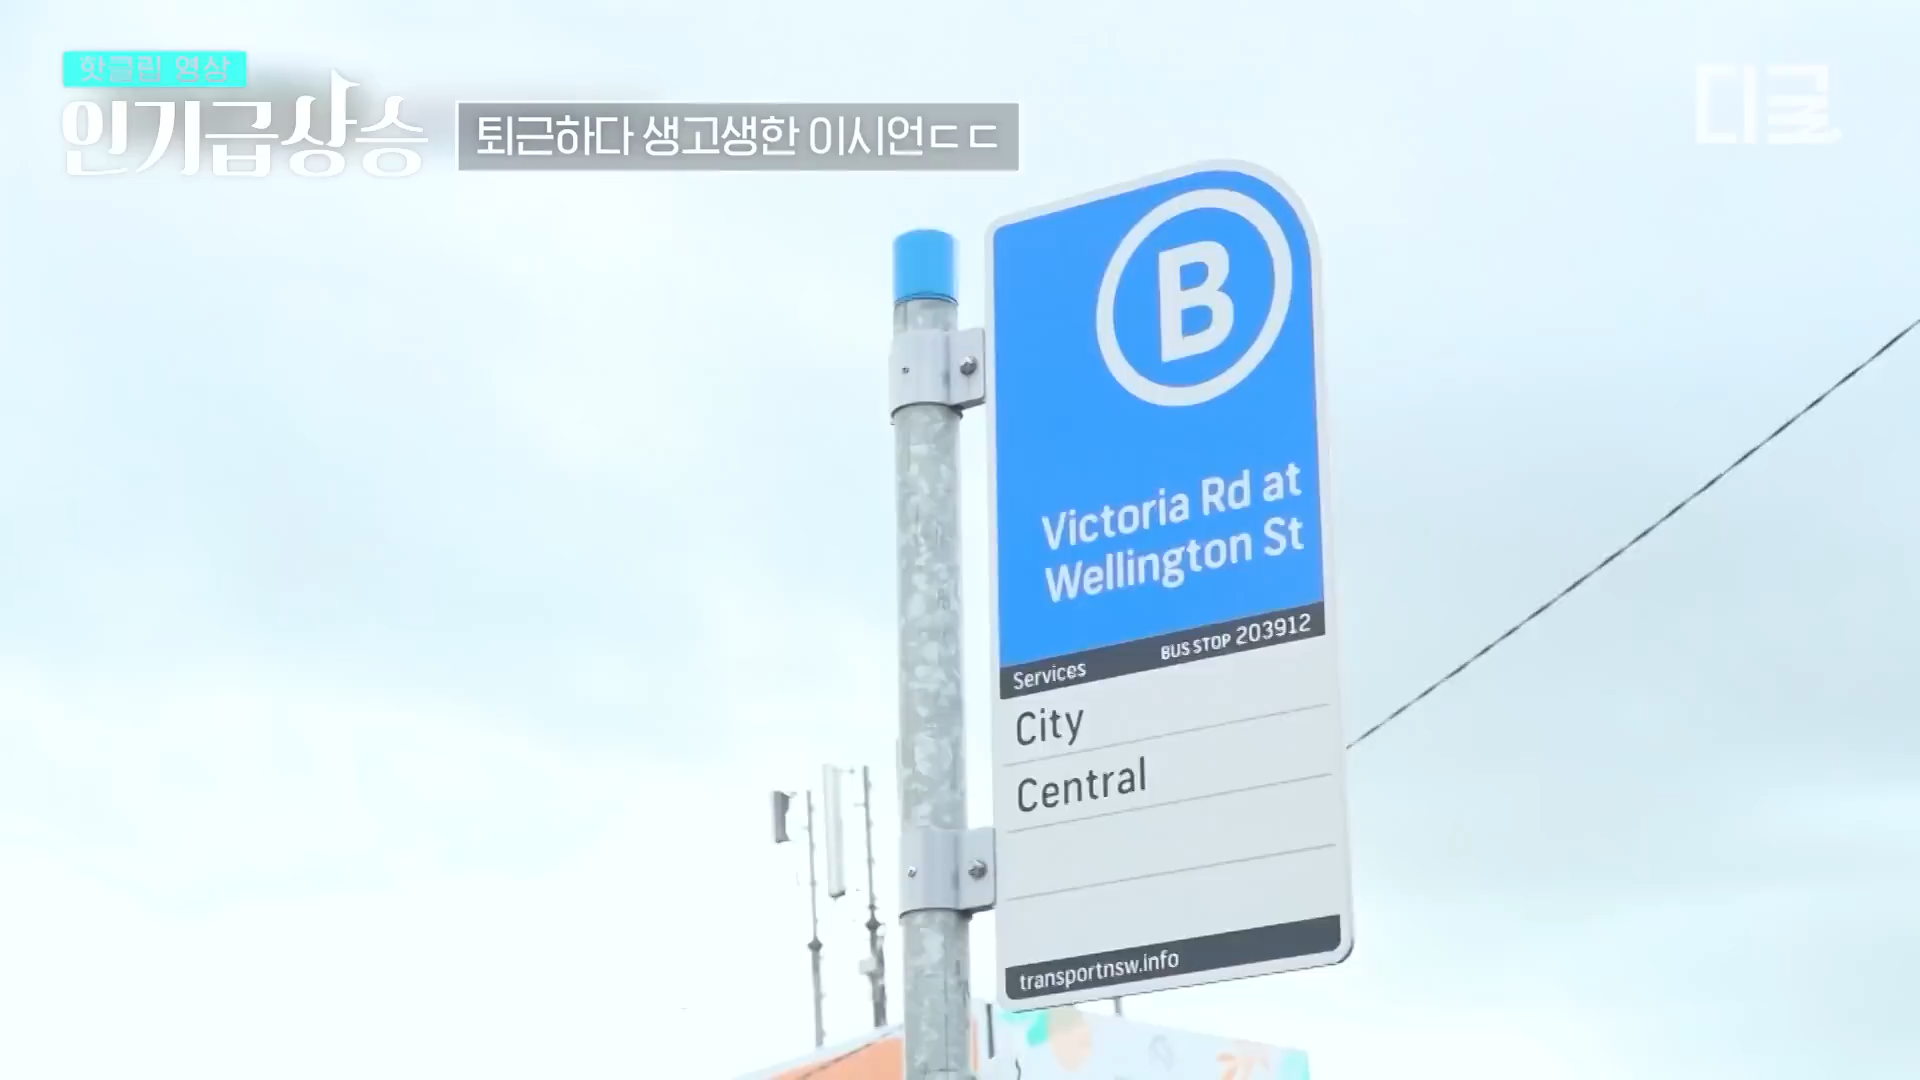 핫클립 영상
인기급상승
퇴근하다 생고생한 이시언ㄷㄷ
디글
B
Victoria Rd at
Wellington St
BUS STOP 203912
Services
City
Central
transportnsw.info